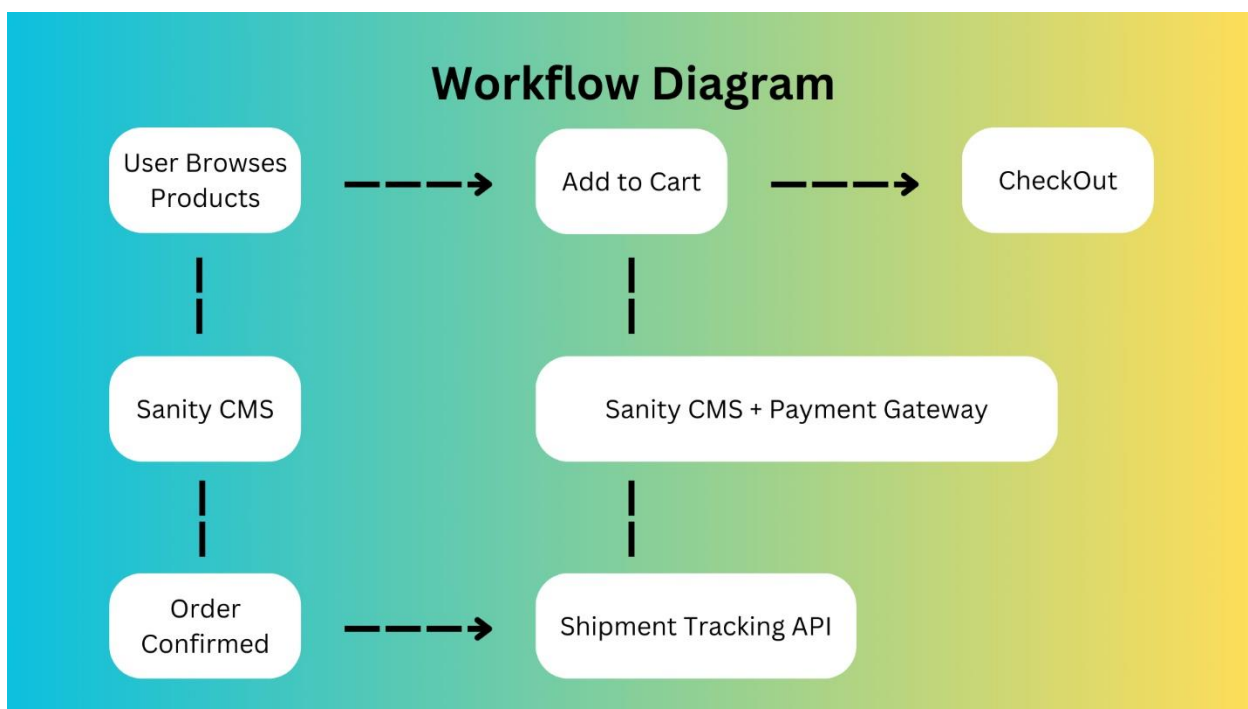 Workflow Diagram
User Browses
Products
Add to Cart
CheckOut
Sanity CMS
Sanity CMS + Payment Gateway
Order
Confirmed
Shipment Tracking API